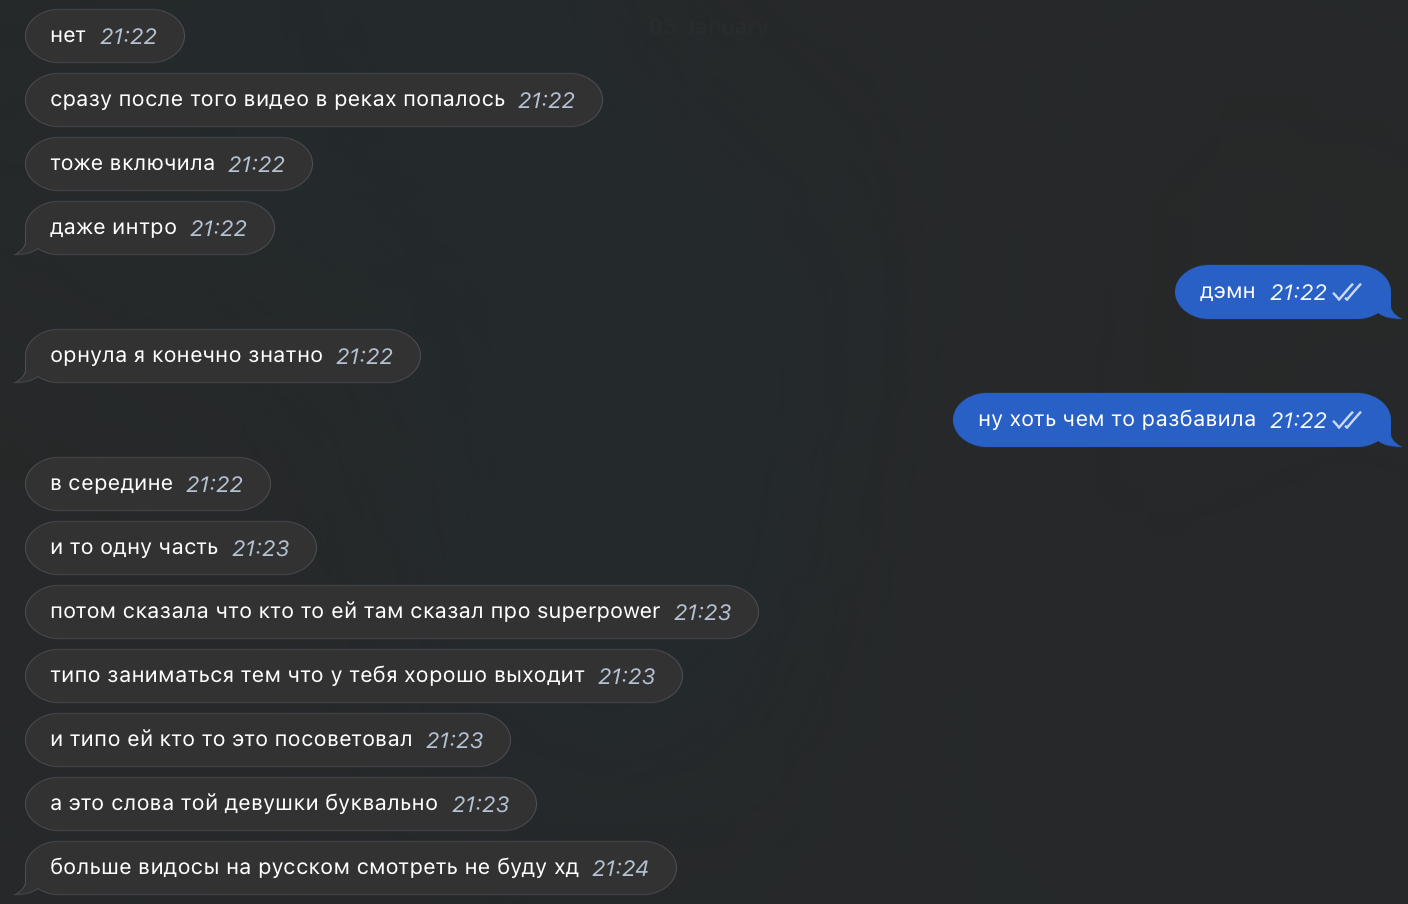 05 January
нет 21:22
сразу после того видео в реках попалось 21:22
тоже включила 21:22
даже интро 21:22
дэмн 21:22
орнула я конечно знатно 21:22
ну хоть чем то разбавила 21:22
в середине 21:22
и то одну часть 21:23
потом сказала что кто то ей там сказал про superpower 21:23
типо заниматься тем что у тебя хорошо выходит 21:23
и типо ей кто то это посоветовал 21:23
а это слова той девушки буквально 21:23
больше видосы на русском смотреть не буду хд 21:24